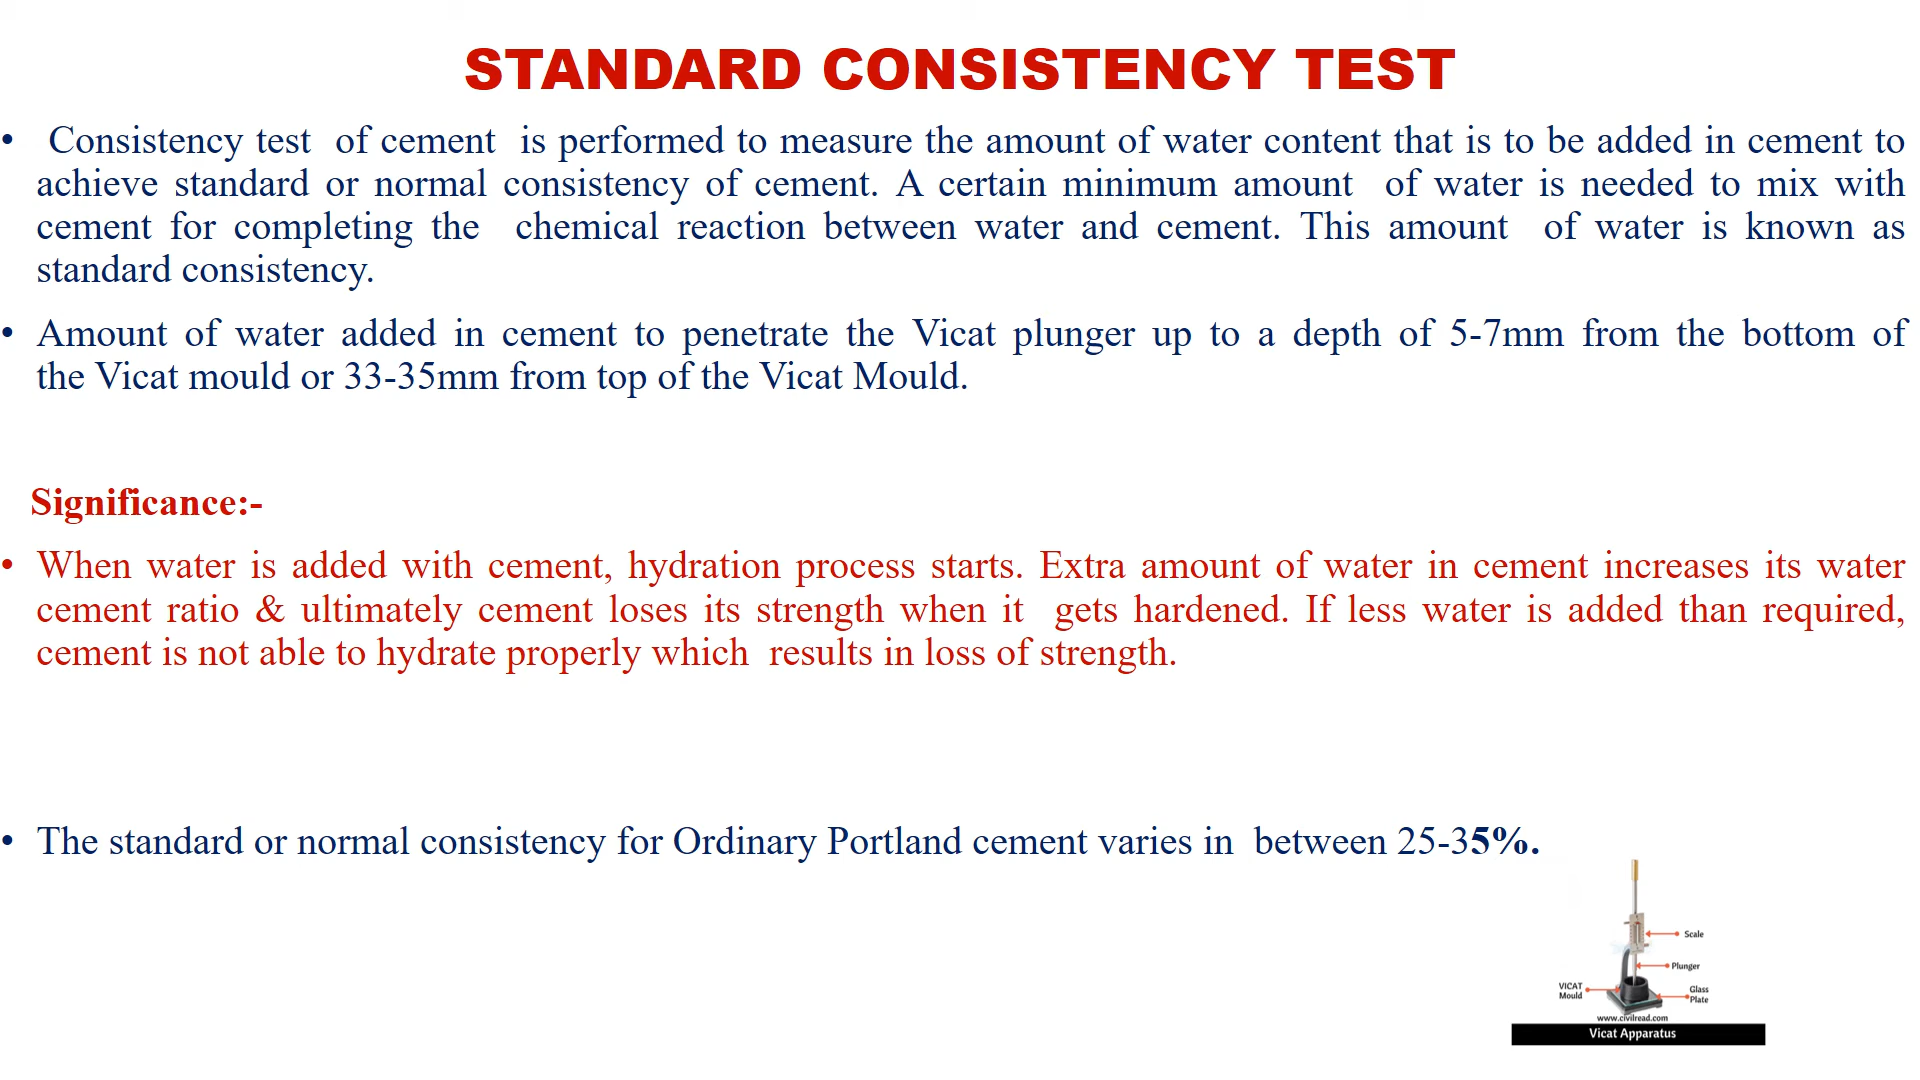 STANDARD CONSISTENCY TEST
• Consistency test of cement is performed to measure the amount of water content that is to be added in cement to
achieve standard or normal consistency of cement. A certain minimum amount of water is needed to mix with
cement for completing the chemical reaction between water and cement. This amount of water is known as
standard consistency.
• Amount of water added in cement to penetrate the Vicat plunger up to a depth of 5-7mm from the bottom of
the Vicat mould or 33-35mm from top of the Vicat Mould.
Significance:-
• When water is added with cement, hydration process starts. Extra amount of water in cement increases its water
cement ratio & ultimately cement loses its strength when it gets hardened. If less water is added than required,
cement is not able to hydrate properly which results in loss of strength.
• The standard or normal consistency for Ordinary Portland cement varies in between 25-35%.
Scale
Plunger
VICAT
Mould
Glass
Plate
www.civilread.com
Vicat Apparatus